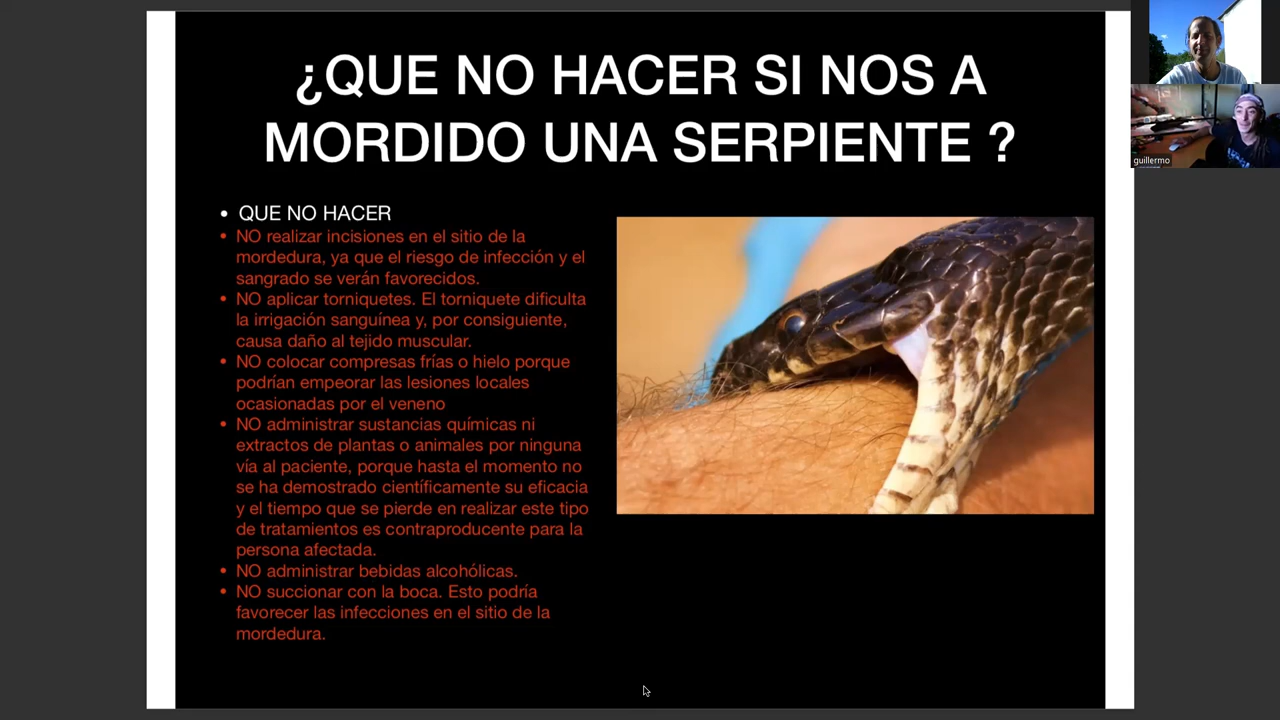 ¿QUE NO HACER SI NOS A
MORDIDO UNA SERPIENTE ?
• QUE NO HACER
• NO realizar incisiones en el sitio de la
mordedura, ya que el riesgo de infección y el
sangrado se verán favorecidos.
• NO aplicar torniquetes. El torniquete dificulta
la irrigación sanguínea y, por consiguiente,
causa daño al tejido muscular.
• NO colocar compresas frías o hielo porque
podrían empeorar las lesiones locales
ocasionadas por el veneno
• NO administrar sustancias químicas ni
extractos de plantas o animales por ninguna
vía al paciente, porque hasta el momento no
se ha demostrado científicamente su eficacia
y el tiempo que se pierde en realizar este tipo
de tratamientos es contraproducente para la
persona afectada.
• NO administrar bebidas alcohólicas.
• NO succionar con la boca. Esto podría
favorecer las infecciones en el sitio de la
mordedura.
guillermo